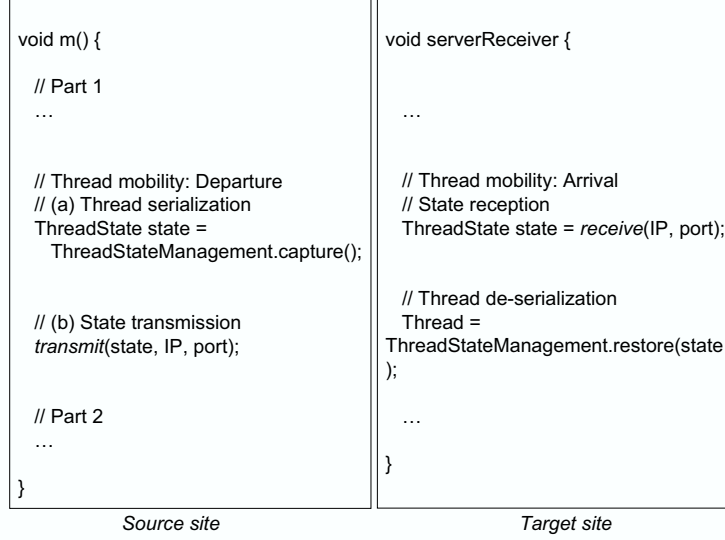 void m() {
// Part 1
…
// Thread mobility: Departure
// (a) Thread serialization
ThreadState state =
ThreadStateManagement.capture();
// (b) State transmission
transmit(state, IP, port);
// Part 2
…
}
Source site
void serverReceiver {
…
// Thread mobility: Arrival
// State reception
ThreadState state = receive(IP, port);
// Thread de-serialization
Thread =
ThreadStateManagement.restore(state
);
…
}
Target site